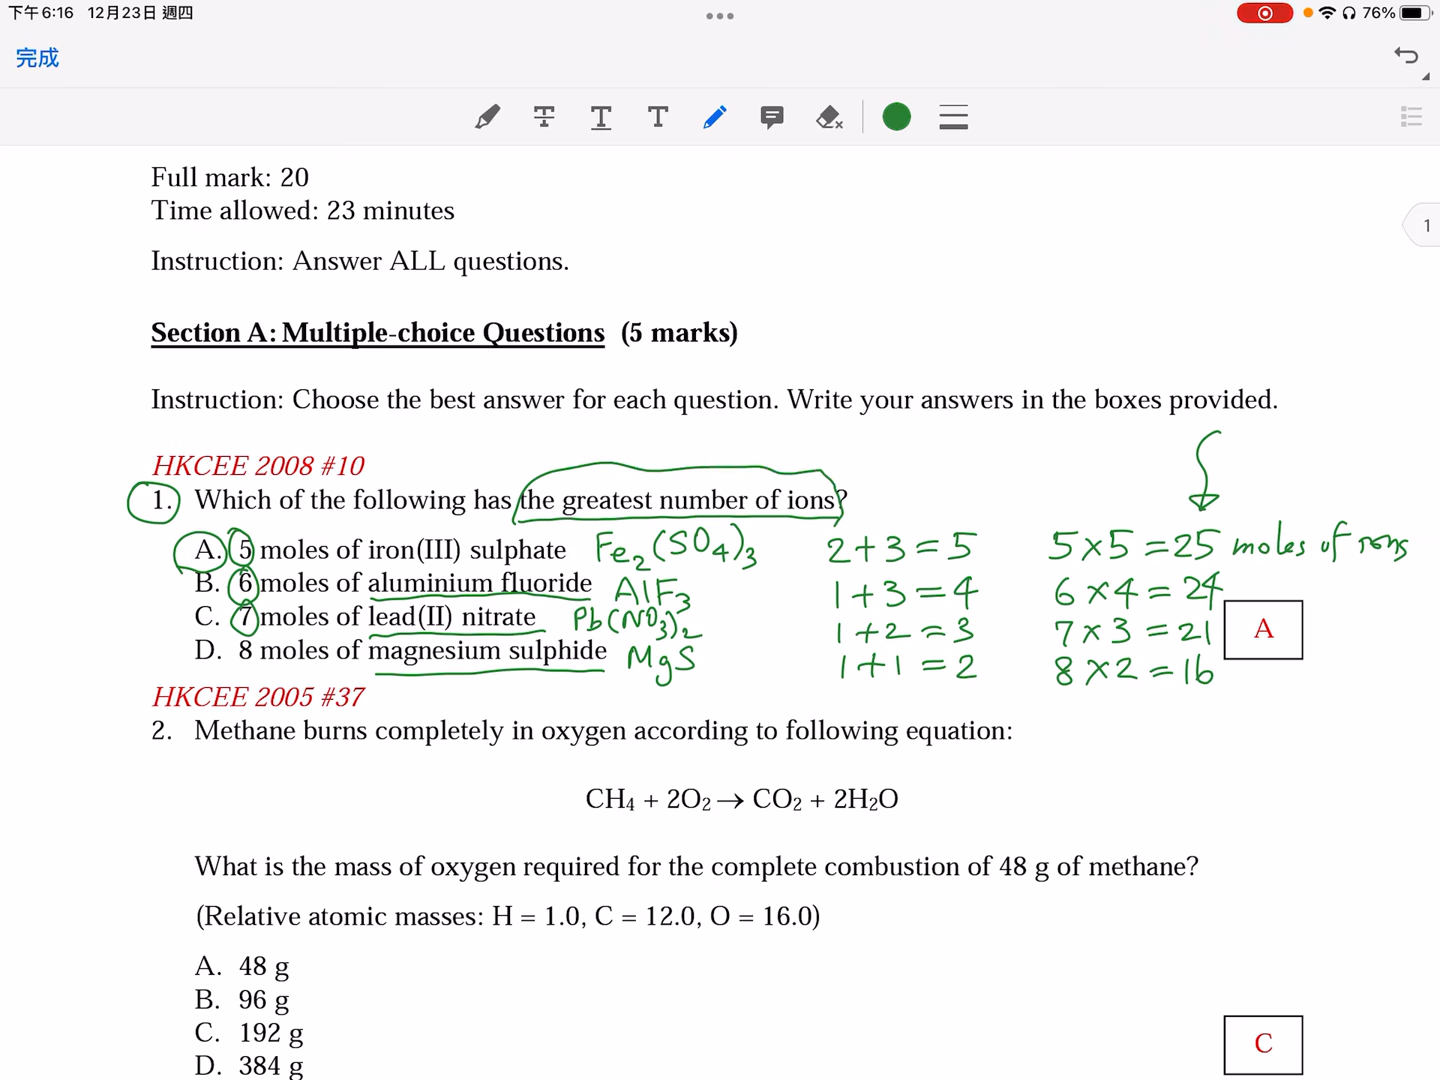 下午6:16 12月23日 週四
76%
完成
1
Full mark: 20
Time allowed: 23 minutes
Instruction: Answer ALL questions.
Section A: Multiple-choice Questions (5 marks)
Instruction: Choose the best answer for each question. Write your answers in the boxes provided.
HKCEE 2008 #10
1. Which of the following has the greatest number of ions?
A. 5 moles of iron(III) sulphate Fe₂(SO₄)₃ 2+3=5 5×5=25 moles of ions
B. 6 moles of aluminium fluoride AlF₃ 1+3=4 6×4=24
C. 7 moles of lead(II) nitrate Pb(NO₃)₂ 1+2=3 7×3=21
A
D. 8 moles of magnesium sulphide MgS 1+1=2 8×2=16
HKCEE 2005 #37
2. Methane burns completely in oxygen according to following equation:
CH₄ + 2O₂ → CO₂ + 2H₂O
What is the mass of oxygen required for the complete combustion of 48 g of methane?
(Relative atomic masses: H = 1.0, C = 12.0, O = 16.0)
A. 48 g
B. 96 g
C. 192 g
D. 384 g
C